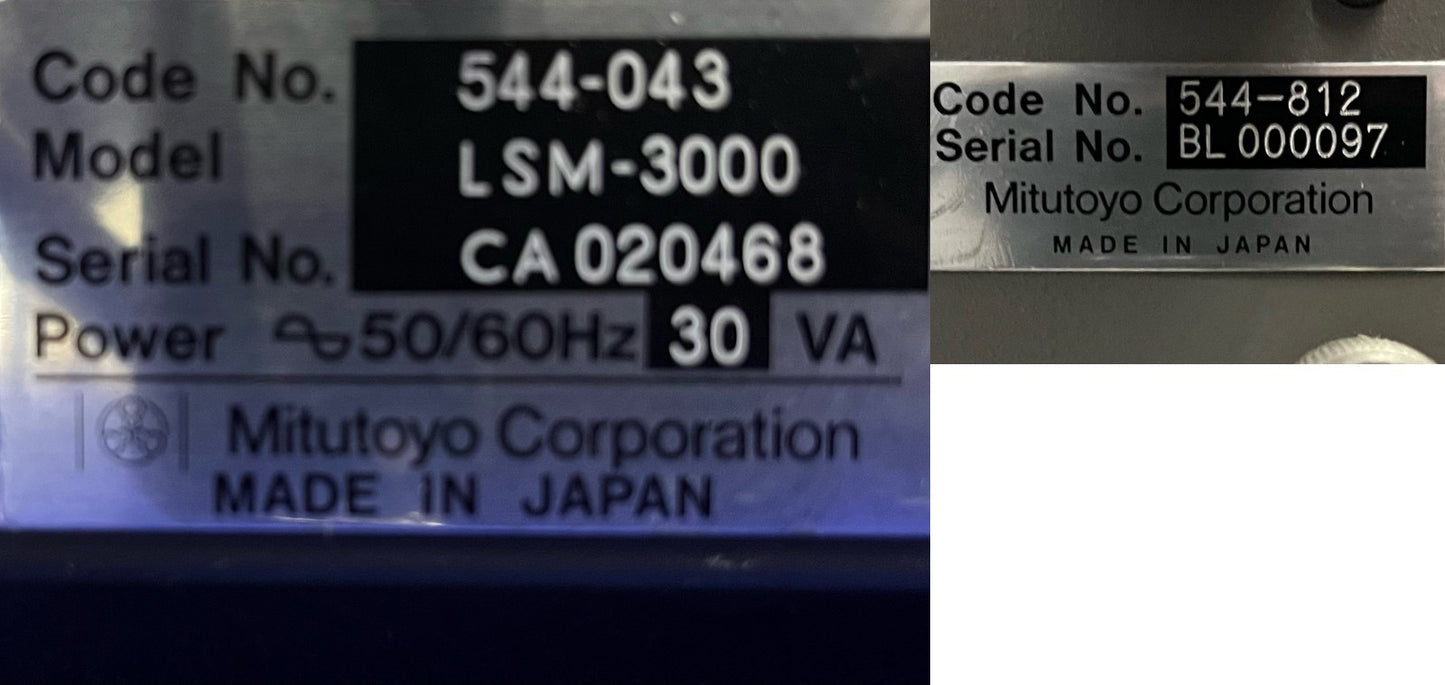 Code No. 544-043
Model LSM-3000
Serial No. CA 020468
Power 50/60Hz 30 VA
Mitutoyo Corporation
MADE IN JAPAN
Code No. 544-812
Serial No. BL 000097
Mitutoyo Corporation
MADE IN JAPAN